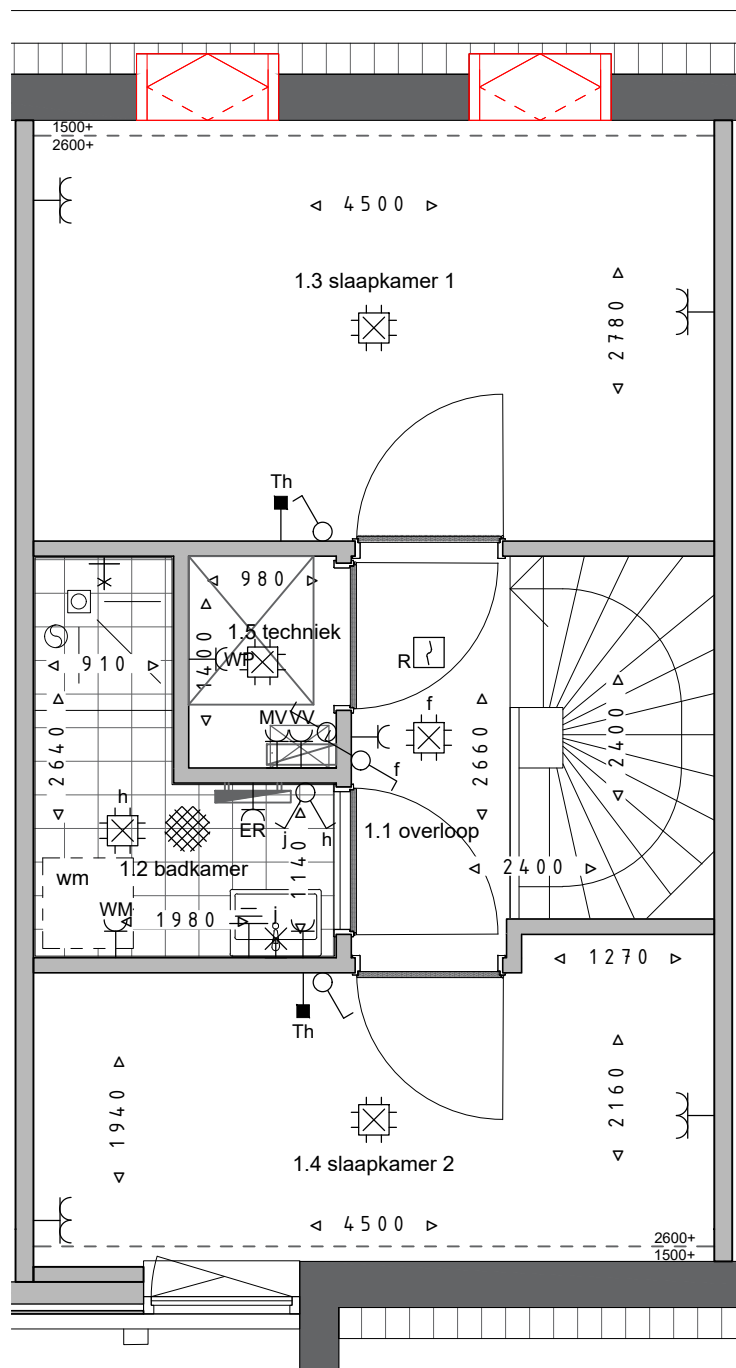 1500+
2600+
4500
1.3 slaapkamer 1
2780
Th
980
1.5 techniek
1400
WP
910
R
2640
MV VV
f
f
2660
2400
h
ER
j
h
1.1 overloop
1140
1.2 badkamer
wm
2400
WM
1980
j
1270
Th
1940
2160
1.4 slaapkamer 2
4500
2600+
1500+